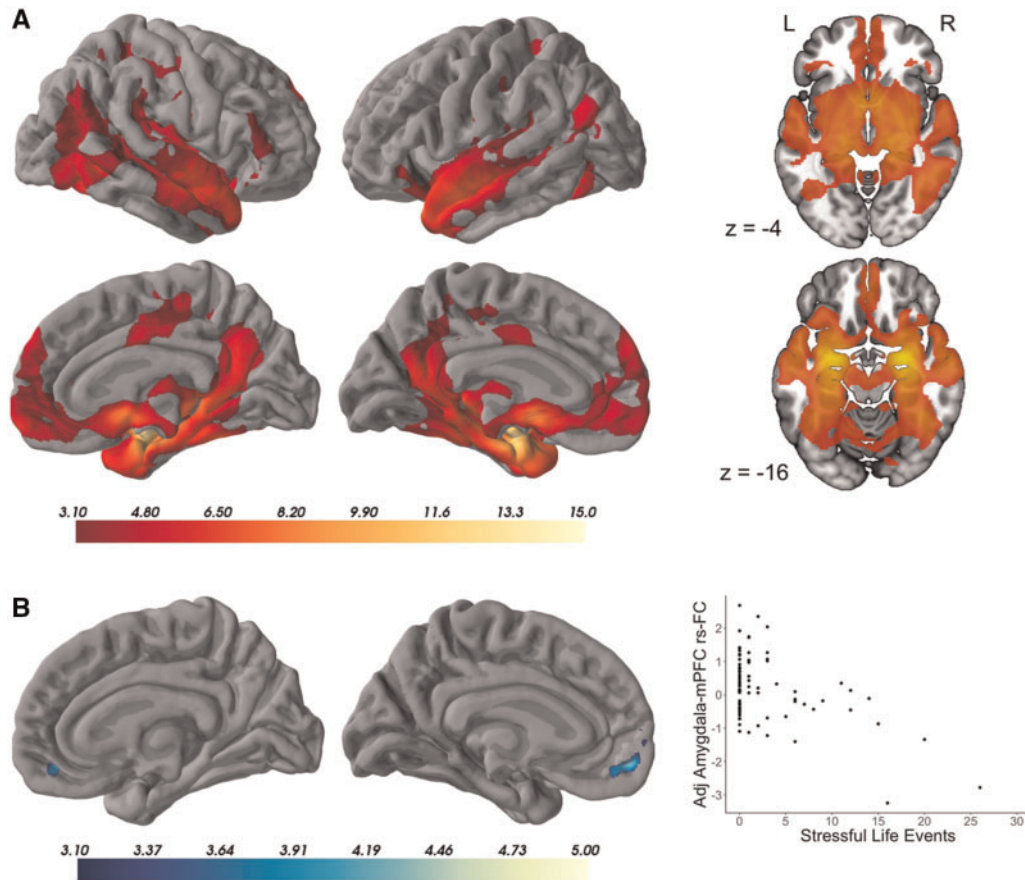 A
L R
z = -4
z = -16
3.10 4.80 6.50 8.20 9.90 11.6 13.3 15.0
B
3.10 3.37 3.64 3.91 4.19 4.46 4.73 5.00
Adj Amygdala-mPFC rs-FC
2
1
0
-1
-2
-3
0 5 10 15 20 25 30
Stressful Life Events